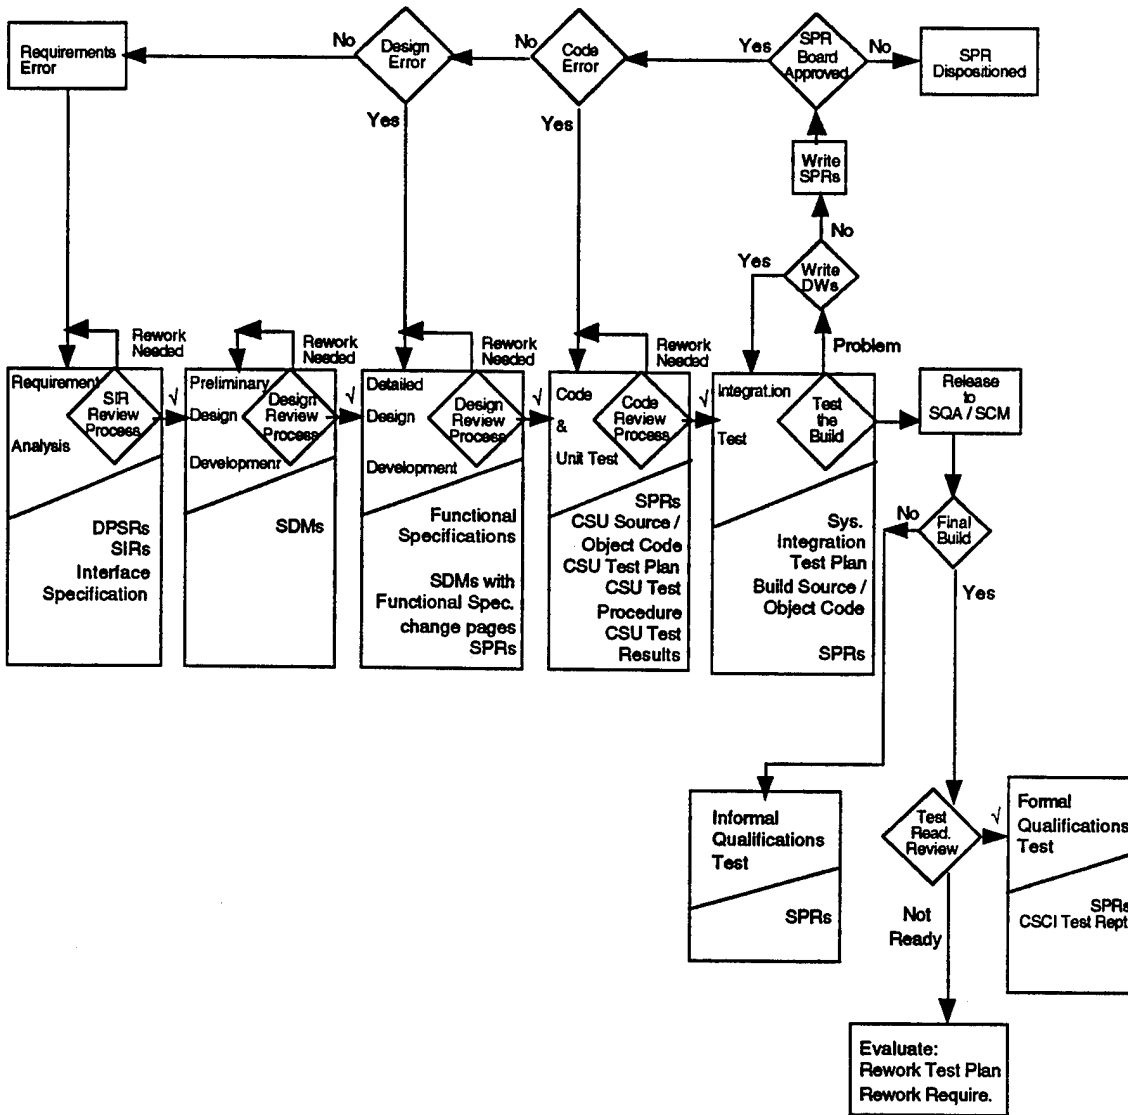 Requirements
Error
No
Design
Error
No
Code
Error
Yes
SPR
Board
Approved
No
SPR
Dispositioned
Yes
Yes
Write
SPRs
No
Yes
Write
DWs
Problem
Rework
Needed
Rework
Needed
Rework
Needed
Rework
Needed
Requirement
Analysis
SIR
Review
Process
√
DPSRs
SIRs
Interface
Specification
Preliminary
Design
Developmenr
Design
Review
Process
√
SDMs
Detailed
Design
Development
Design
Review
Process
√
Functional
Specifications
SDMs with
Functional Spec.
change pages
SPRs
Code
&
Unit Test
Code
Review
Process
√
SPRs
CSU Source /
Object Code
CSU Test Plan
CSU Test
Procedure
CSU Test
Results
Integration
Test
Test
the
Build
Sys.
Integration
Test Plan
Build Source /
Object Code
SPRs
Release
to
SQA / SCM
No
Final
Build
Yes
Informal
Qualifications
Test
SPRs
Test
Read.
Review
√
Not
Ready
Formal
Qualifications
Test
SPRs
CSCI Test Rept
Evaluate:
Rework Test Plan
Rework Require.